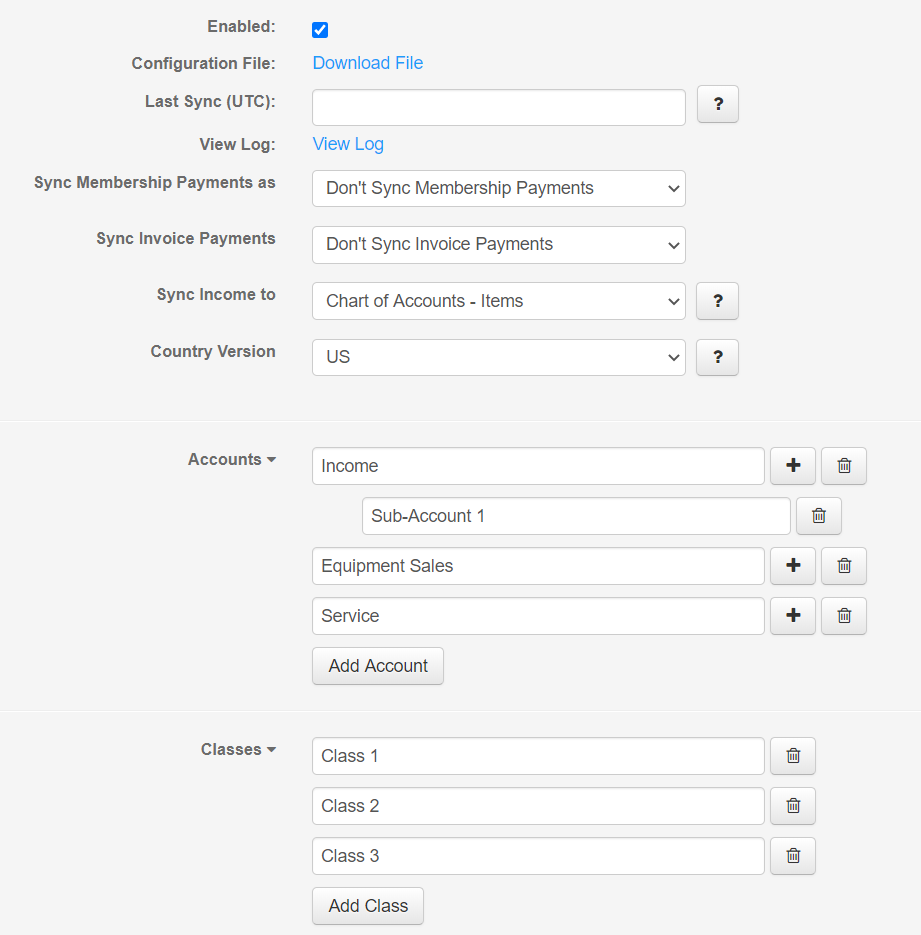 Enabled:
Configuration File: Download File
Last Sync (UTC): ?
View Log: View Log
Sync Membership Payments as Don't Sync Membership Payments
Sync Invoice Payments Don't Sync Invoice Payments
Sync Income to Chart of Accounts - Items ?
Country Version US ?
Accounts Income
Sub-Account 1
Equipment Sales
Service
Add Account
Classes Class 1
Class 2
Class 3
Add Class